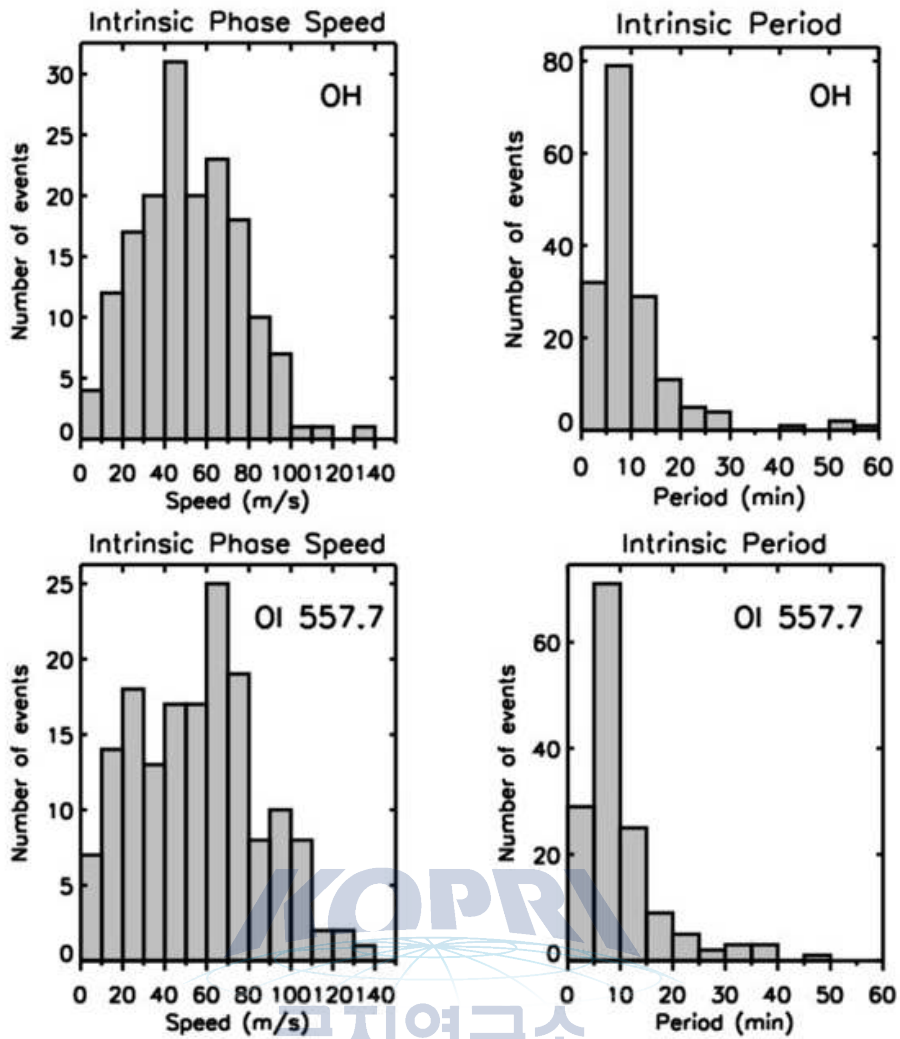 Intrinsic Phase Speed
OH
Number of events
30
25
20
15
10
5
0
0 20 40 60 80 100120 140
Speed (m/s)
Intrinsic Period
OH
Number of events
80
60
40
20
0
0 10 20 30 40 50 60
Period (min)
Intrinsic Phase Speed
OI 557.7
Number of events
25
20
15
10
5
0
0 20 40 60 80 100120 140
Speed (m/s)
Intrinsic Period
OI 557.7
Number of events
60
40
20
0
0 10 20 30 40 50 60
Period (min)
KOPRI